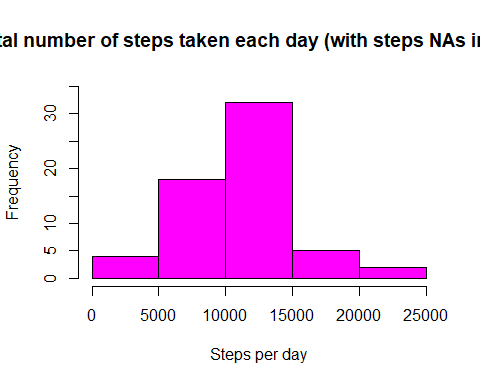 tal number of steps taken each day (with steps NAs in
30
20
10
5
0
Frequency
0 5000 10000 15000 20000 25000
Steps per day